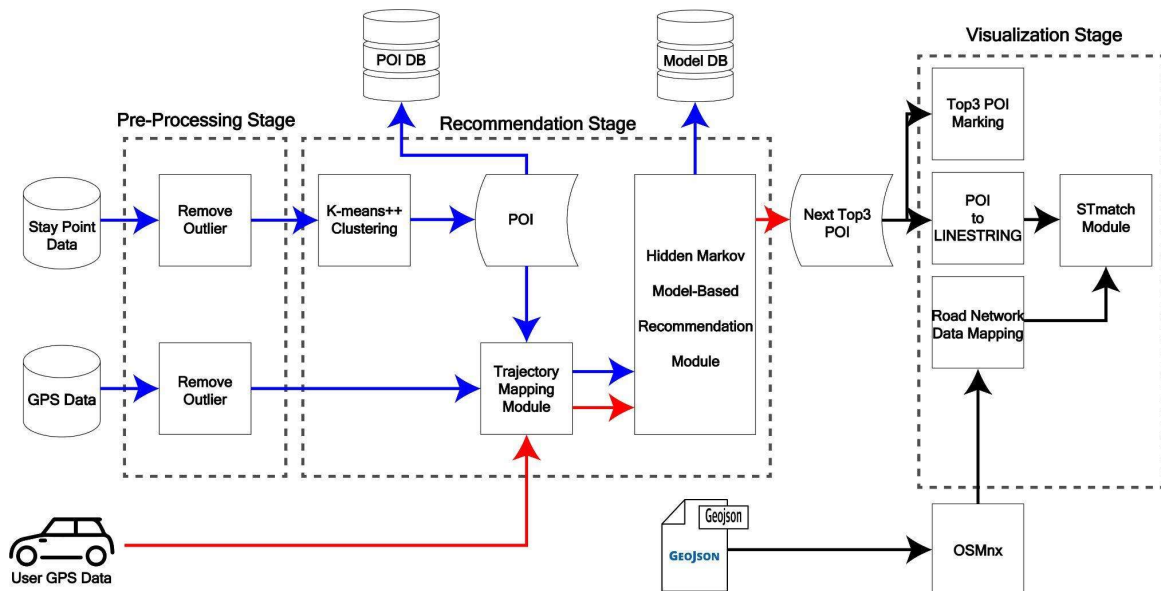 Visualization Stage
POI DB
Model DB
Pre-Processing Stage
Recommendation Stage
Top3 POI
Marking
Stay Point
Data
Remove
Outlier
K-means++
Clustering
POI
Next Top3
POI
POI
to
LINESTRING
STmatch
Module
Hidden Markov
Model-Based
Recommendation
Module
Road Network
Data Mapping
GPS Data
Remove
Outlier
Trajectory
Mapping
Module
Geojson
GEOJSON
OSMnx
User GPS Data